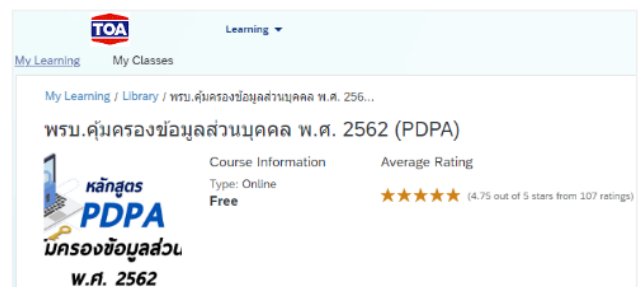 TOA
Learning
My Learning
My Classes
My Learning / Library / พรบ.คุ้มครองข้อมูลส่วนบุคคล พ.ศ. 256...
พรบ.คุ้มครองข้อมูลส่วนบุคคล พ.ศ. 2562 (PDPA)
Course Information
Average Rating
Type: Online
Free
(4.75 out of 5 stars from 107 ratings)
หลักสูตร
PDPA
มครองข้อมูลส่วน
พ.ศ. 2562